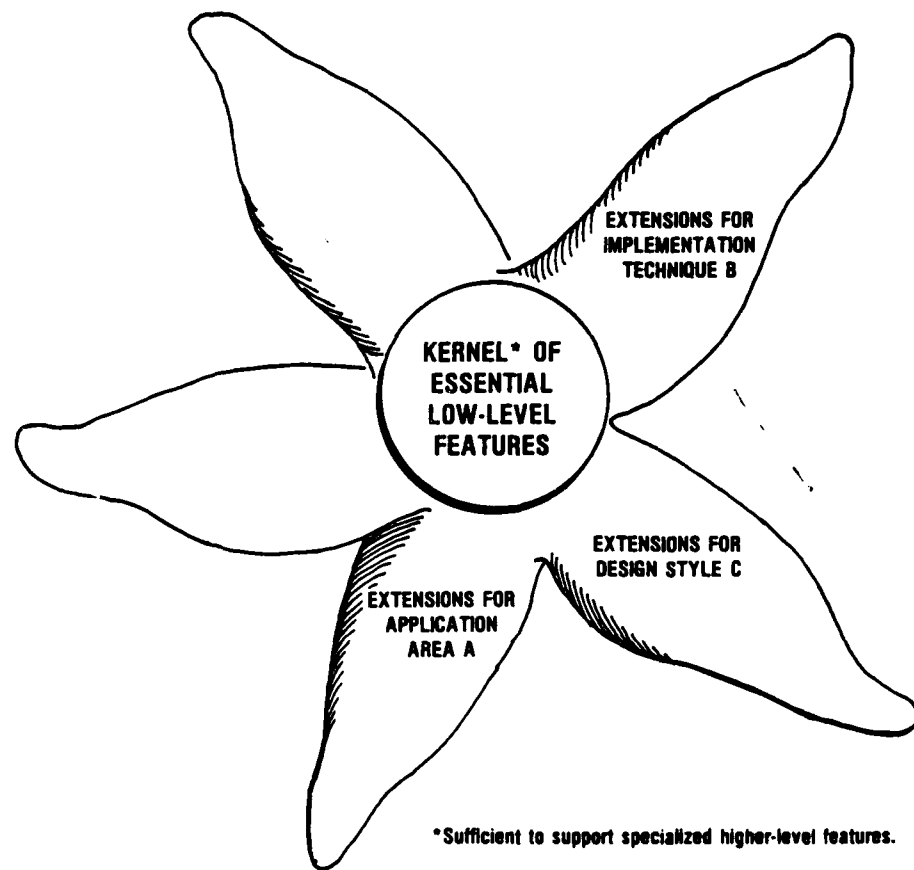 EXTENSIONS FOR
IMPLEMENTATION
TECHNIQUE B
KERNEL* OF
ESSENTIAL
LOW-LEVEL
FEATURES
EXTENSIONS FOR
DESIGN STYLE C
EXTENSIONS FOR
APPLICATION
AREA A
*Sufficient to support specialized higher-level features.